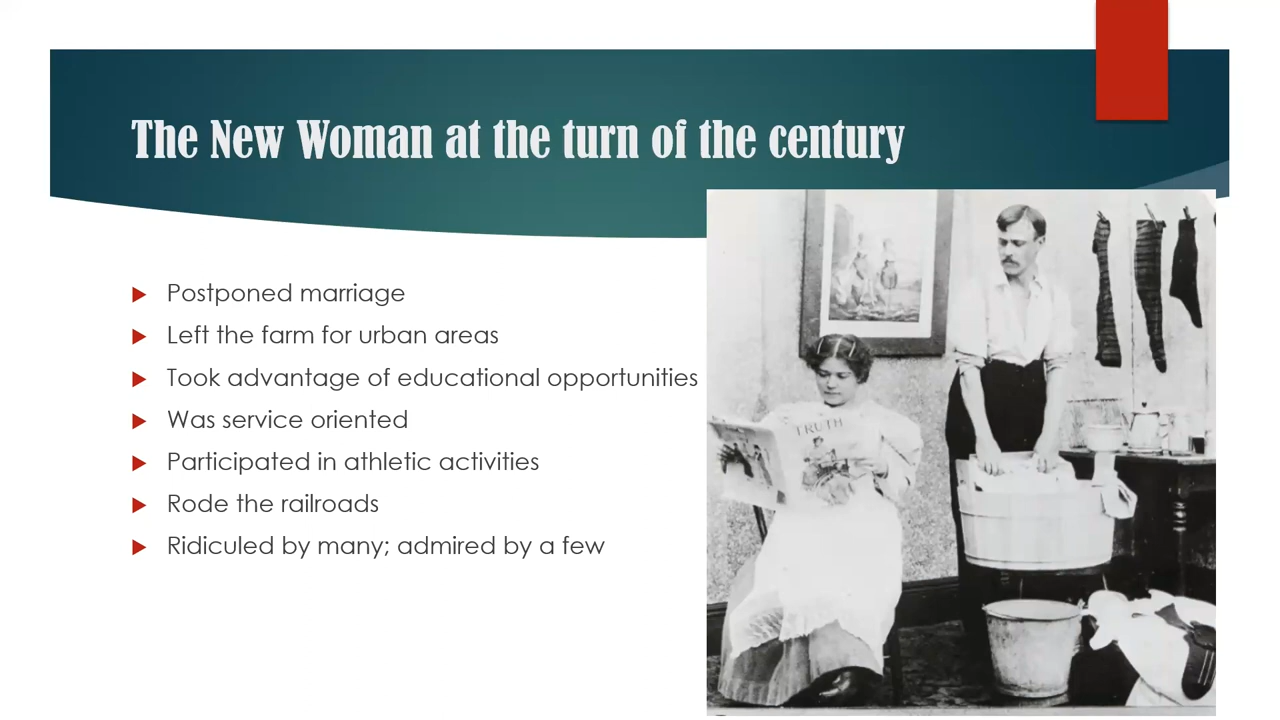 The New Woman at the turn of the century
Postponed marriage
Left the farm for urban areas
Took advantage of educational opportunities
Was service oriented
Participated in athletic activities
Rode the railroads
Ridiculed by many; admired by a few
TRUTH